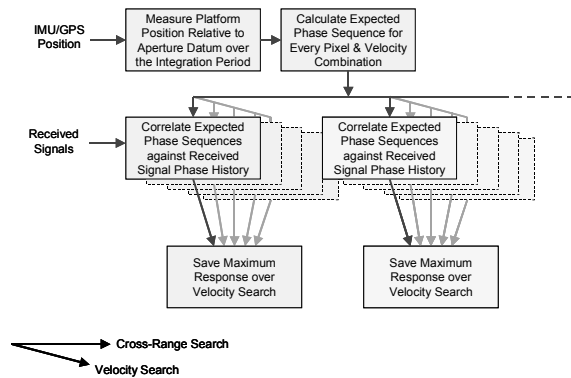 IMU/GPS
Position
Measure Platform
Position Relative to
Aperture Datum over
the Integration Period
Calculate Expected
Phase Sequence for
Every Pixel & Velocity
Combination
Received
Signals
Correlate Expected
Phase Sequences
against Received
Signal Phase History
Correlate Expected
Phase Sequences
against Received
Signal Phase History
Save Maximum
Response over
Velocity Search
Save Maximum
Response over
Velocity Search
Cross-Range Search
Velocity Search